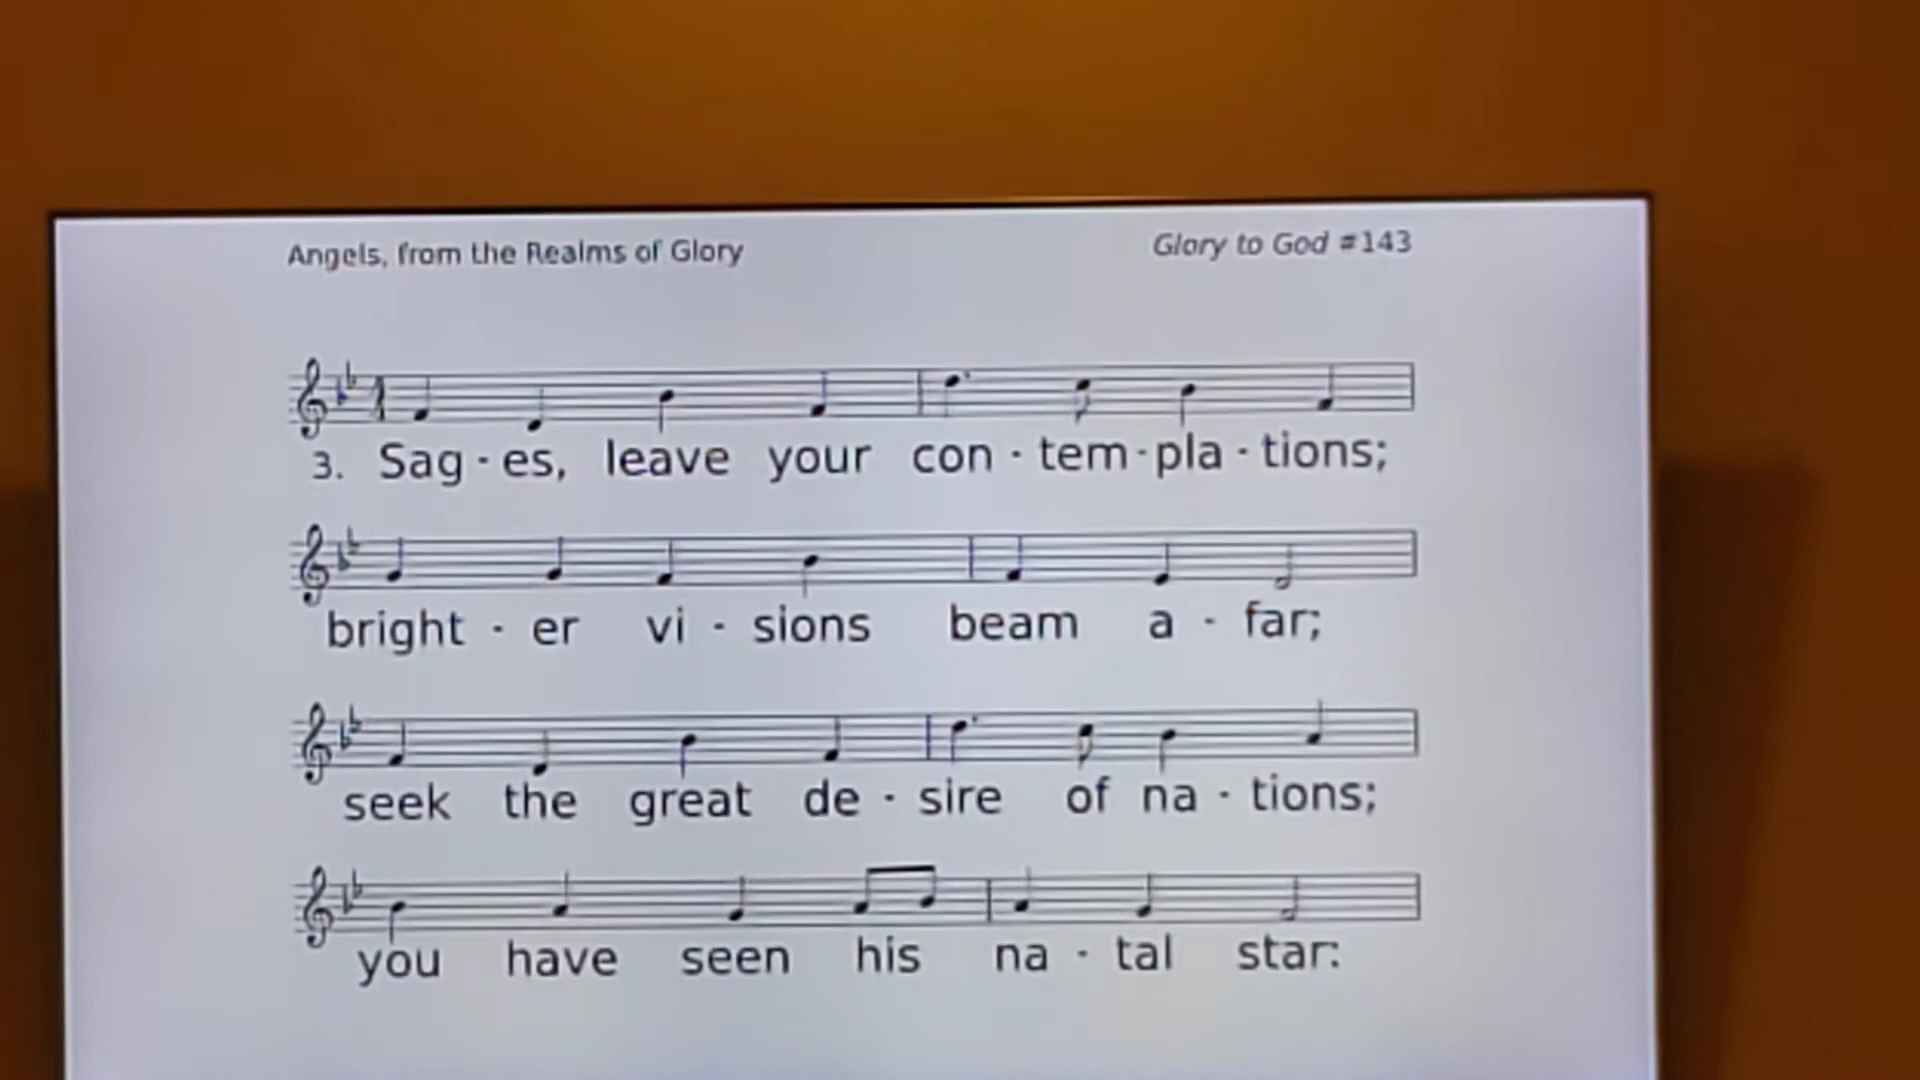 Angels, from the Realms of Glory
Glory to God #143
3. Sag - es, leave your con - tem - pla - tions;
bright - er vi - sions beam a - far;
seek the great de - sire of na - tions;
you have seen his na - tal star: